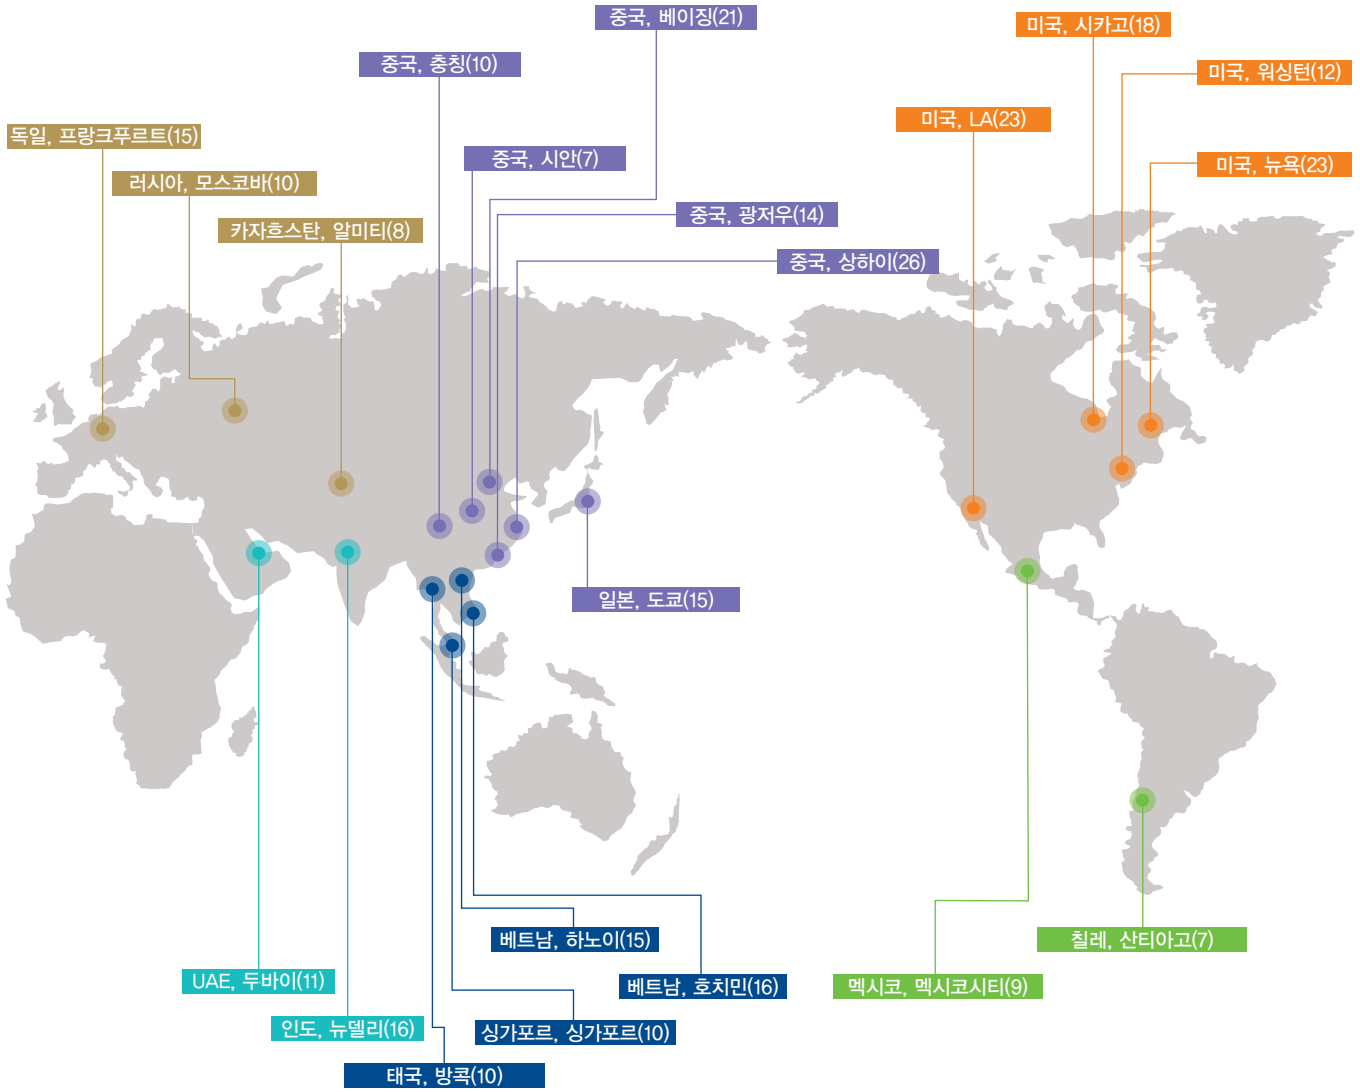 중국, 베이징(21)
미국, 시카고(18)
중국, 충칭(10)
미국, 워싱턴(12)
미국, LA(23)
독일, 프랑크푸르트(15)
중국, 시안(7)
미국, 뉴욕(23)
러시아, 모스코바(10)
중국, 광저우(14)
카자흐스탄, 알미티(8)
중국, 상하이(26)
일본, 도쿄(15)
베트남, 하노이(15)
칠레, 산티아고(7)
UAE, 두바이(11)
베트남, 호치민(16)
멕시코, 멕시코시티(9)
인도, 뉴델리(16)
싱가포르, 싱가포르(10)
태국, 방콕(10)